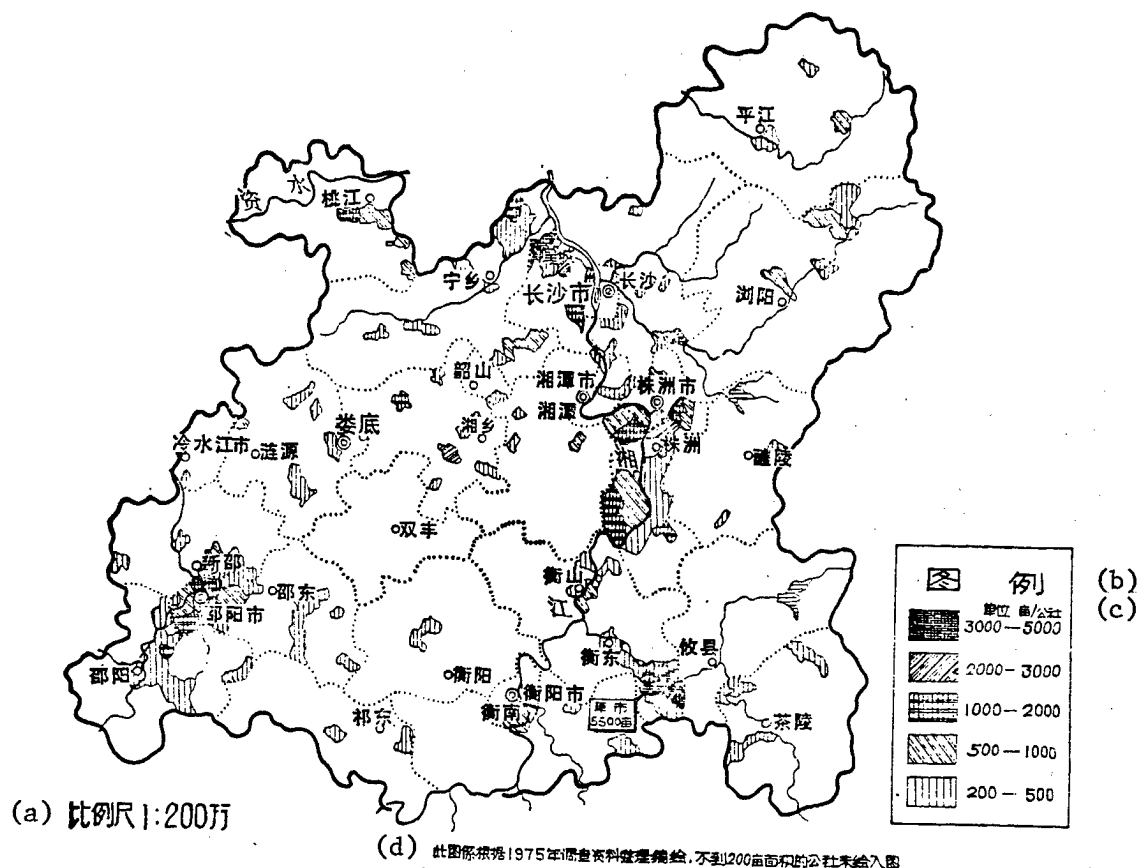 平江
资水
桃江
宁乡
长沙
长沙市
浏阳
韶山
湘潭市
株洲市
湘潭
娄底
湘乡
冷水江市
涟源
株洲
醴陵
湘
双丰
新邵
邵东
衡山
邵阳市
江
衡东
攸县
邵阳
衡阳
衡阳市
衡南
5500亩
祁东
茶陵
图 例
单位 亩/公社
3000—5000
2000—3000
1000—2000
500—1000
200—500
(b)
(c)
(a) 比例尺1:200万
(d) 此图系根据1975年调查资料整理编绘,不到200亩面积的公社未绘入图